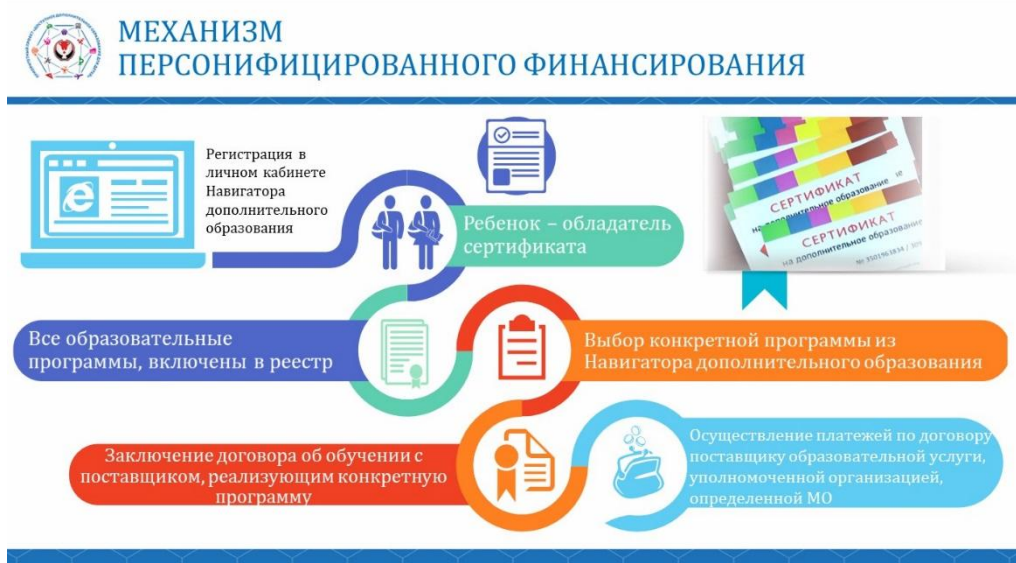 МЕХАНИЗМ
ПЕРСОНИФИЦИРОВАННОГО ФИНАНСИРОВАНИЯ
Регистрация в
личном кабинете
Навигатора
дополнительного
образования
Ребенок – обладатель
сертификата
СЕРТИФИКАТ
на дополнительное образование
СЕРТИФИКАТ
на дополнительное образование
Все образовательные
программы, включены в реестр
Выбор конкретной программы из
Навигатора дополнительного образования
Заключение договора об обучении с
поставщиком, реализующим конкретную
программу
Осуществление платежей по договору
поставщику образовательной услуги,
уполномоченной организацией,
определенной МО